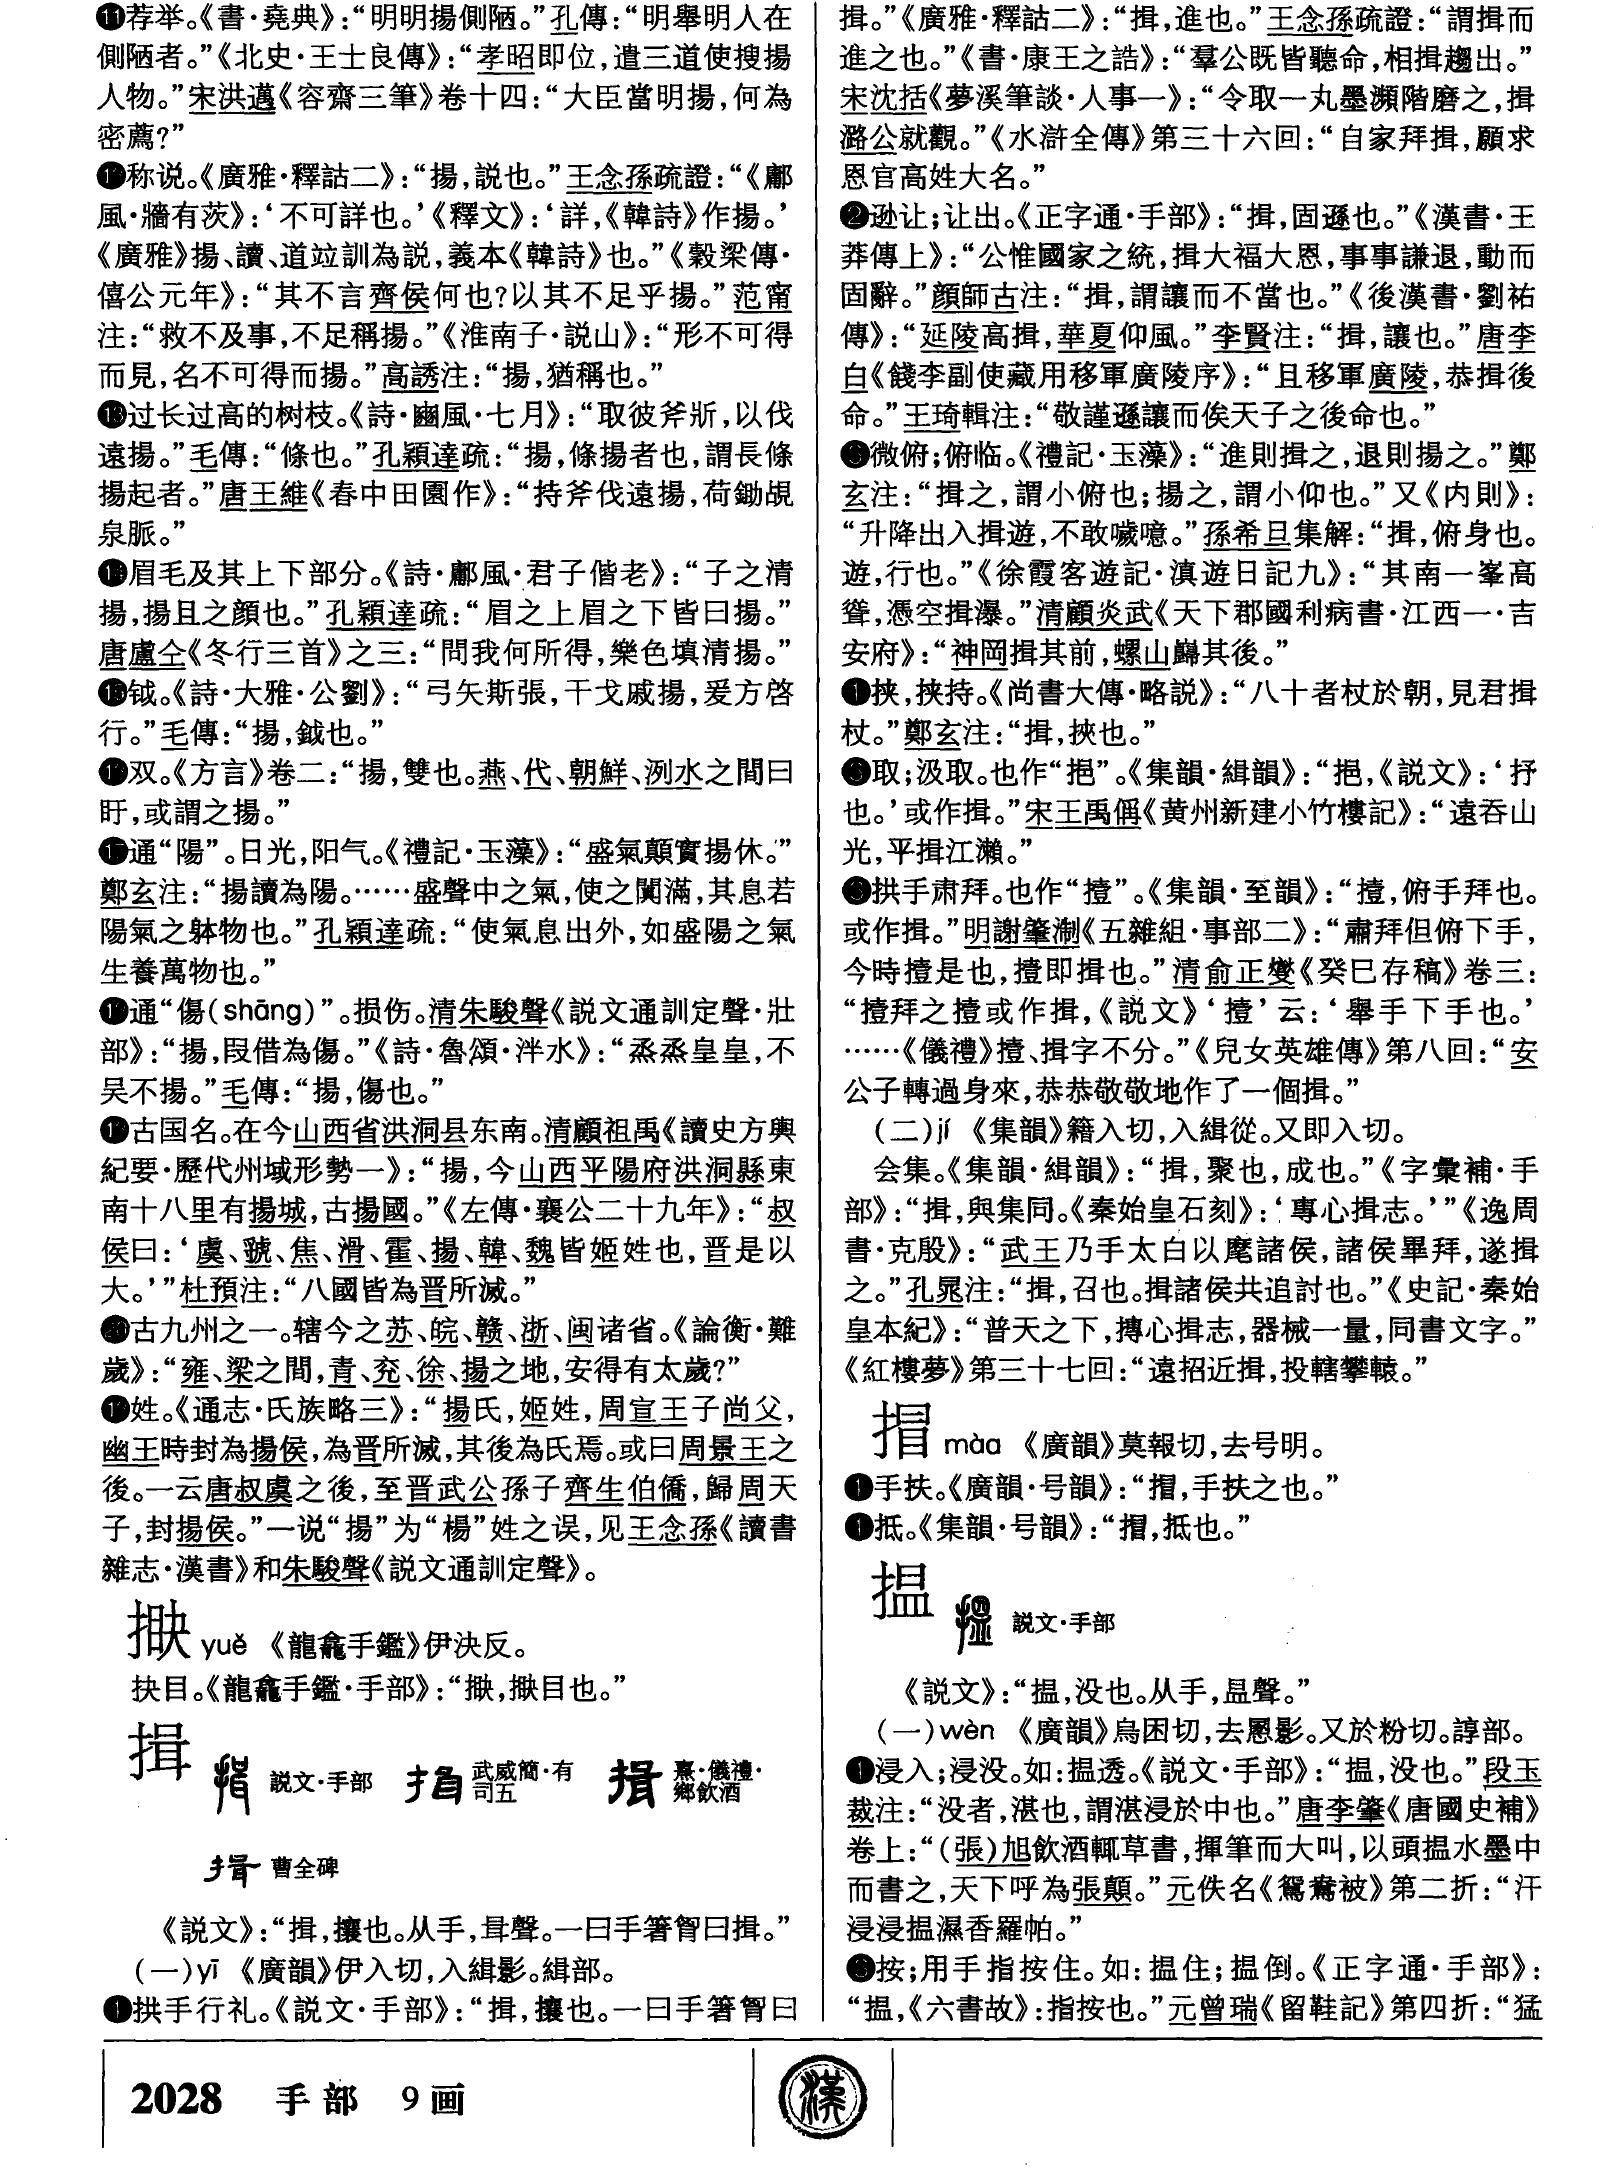 ⓫荐举。《書·堯典》：“明明揚側陋。”孔傳：“明舉明人在
側陋者。”《北史·王士良傳》：“孝昭即位，遣三道使搜揚
人物。”宋洪邁《容齋三筆》卷十四：“大臣當明揚，何為
密薦？”
⓬称说。《廣雅·釋詁二》：“揚，説也。”王念孫疏證：“《鄘
風·牆有茨》：‘不可詳也。’《釋文》：‘詳，《韓詩》作揚。’
《廣雅》揚、讀、道竝訓為説，義本《韓詩》也。”《穀梁傳·
僖公元年》：“其不言齊侯何也？以其不足乎揚。”范甯
注：“救不及事，不足稱揚。”《淮南子·説山》：“形不可得
而見，名不可得而揚。”高誘注：“揚，猶稱也。”
⓭过长过高的树枝。《詩·豳風·七月》：“取彼斧斨，以伐
遠揚。”毛傳：“條也。”孔穎達疏：“揚，條揚者也，謂長條
揚起者。”唐王維《春中田園作》：“持斧伐遠揚，荷鋤覘
泉脈。”
⓮眉毛及其上下部分。《詩·鄘風·君子偕老》：“子之清
揚，揚且之顔也。”孔穎達疏：“眉之上眉之下皆曰揚。”
唐盧仝《冬行三首》之三：“問我何所得，樂色填清揚。”
⓯钺。《詩·大雅·公劉》：“弓矢斯張，干戈戚揚，爰方啓
行。”毛傳：“揚，鉞也。”
⓰双。《方言》卷二：“揚，雙也。燕、代、朝鮮、洌水之間曰
盱，或謂之揚。”
⓱通“陽”。日光，阳气。《禮記·玉藻》：“盛氣顛實揚休。”
鄭玄注：“揚讀為陽。……盛聲中之氣，使之闐滿，其息若
陽氣之躰物也。”孔穎達疏：“使氣息出外，如盛陽之氣
生養萬物也。”
⓲通“傷(shāng)”。损伤。清朱駿聲《説文通訓定聲·壯
部》：“揚，叚借為傷。”《詩·魯頌·泮水》：“烝烝皇皇，不
吴不揚。”毛傳：“揚，傷也。”
⓳古国名。在今山西省洪洞县东南。清顧祖禹《讀史方輿
紀要·歷代州域形勢一》：“揚，今山西平陽府洪洞縣東
南十八里有揚城，古揚國。”《左傳·襄公二十九年》：“叔
侯曰：‘虞、虢、焦、滑、霍、揚、韓、魏皆姬姓也，晋是以
大。’”杜預注：“八國皆為晋所滅。”
⓴古九州之一。辖今之苏、皖、赣、浙、闽诸省。《論衡·難
歲》：“雍、梁之間，青、兗、徐、揚之地，安得有太歲？”
姓。《通志·氏族略三》：“揚氏，姬姓，周宣王子尚父，
幽王時封為揚侯，為晋所滅，其後為氏焉。或曰周景王之
後。一云唐叔虞之後，至晋武公孫子齊生伯僑，歸周天
子，封揚侯。”一说“揚”为“楊”姓之误，见王念孫《讀書
雜志·漢書》和朱駿聲《説文通訓定聲》。
yuě 《龍龕手鑑》伊決反。
揖 説文·手部 武威簡·有司五 熹·儀禮·鄉飲酒
曹全碑
《説文》：“揖，攘也。从手，咠聲。一曰手箸胷曰揖。”
（一）yī 《廣韻》伊入切，入緝影。緝部。
❶拱手行礼。《説文·手部》：“揖，攘也。一曰手箸胷曰
揖。”《廣雅·釋詁二》：“揖，進也。”王念孫疏證：“謂揖而
進之也。”《書·康王之誥》：“羣公既皆聽命，相揖趨出。”
宋沈括《夢溪筆談·人事一》：“令取一丸墨瀕階磨之，揖
潞公就觀。”《水滸全傳》第三十六回：“自家拜揖，願求
恩官高姓大名。”
❷逊让；让出。《正字通·手部》：“揖，固遜也。”《漢書·王
莽傳上》：“公惟國家之統，揖大福大恩，事事謙退，動而
固辭。”顔師古注：“揖，謂讓而不當也。”《後漢書·劉祐
傳》：“延陵高揖，華夏仰風。”李賢注：“揖，讓也。”唐李
白《餞李副使藏用移軍廣陵序》：“且移軍廣陵，恭揖後
命。”王琦輯注：“敬謹遜讓而俟天子之後命也。”
❸微俯；俯临。《禮記·玉藻》：“進則揖之，退則揚之。”鄭
玄注：“揖之，謂小俯也；揚之，謂小仰也。”又《内則》：
“升降出入揖遊，不敢噦噫。”孫希旦集解：“揖，俯身也。
遊，行也。”《徐霞客遊記·滇遊日記九》：“其南一峯高
聳，憑空揖瀑。”清顧炎武《天下郡國利病書·江西一·吉
安府》：“神岡揖其前，螺山巋其後。”
❹挟，挟持。《尚書大傳·略説》：“八十者杖於朝，見君揖
杖。”鄭玄注：“揖，挾也。”
❺取；汲取。也作“挹”。《集韻·緝韻》：“挹，《説文》：‘抒
也。’或作揖。”宋王禹偁《黄州新建小竹樓記》：“遠吞山
光，平揖江瀨。”
❻拱手肃拜。也作“撎”。《集韻·至韻》：“撎，俯手拜也。
或作揖。”明謝肇淛《五雜組·事部二》：“肅拜但俯下手，
今時撎是也，撎即揖也。”清俞正燮《癸巳存稿》卷三：
“撎拜之撎或作揖，《説文》‘撎’云：‘舉手下手也。’
……《儀禮》撎、揖字不分。”《兒女英雄傳》第八回：“安
公子轉過身來，恭恭敬敬地作了一個揖。”
（二）jí 《集韻》籍入切，入緝從。又即入切。
会集。《集韻·緝韻》：“揖，聚也，成也。”《字彙補·手
部》：“揖，與集同。《秦始皇石刻》：‘專心揖志。’”《逸周
書·克殷》：“武王乃手太白以麾諸侯，諸侯畢拜，遂揖
之。”孔晁注：“揖，召也。揖諸侯共追討也。”《史記·秦始
皇本紀》：“普天之下，摶心揖志，器械一量，同書文字。”
《紅樓夢》第三十七回：“遠招近揖，投轄攀轅。”
㨱 mào 《廣韻》莫報切，去号明。
❶手扶。《廣韻·号韻》：“㨱，手扶之也。”
抵。《集韻·号韻》：“㨱，抵也。”
揾 説文·手部
《説文》：“揾，没也。从手，昷聲。”
（一）wèn 《廣韻》烏困切，去慁影。又於粉切。諄部。
❶浸入；浸没。如：揾透。《説文·手部》：“揾，没也。”段玉
裁注：“没者，湛也，謂湛浸於中也。”唐李肇《唐國史補》
卷上：“（張）旭飲酒輒草書，揮筆而大叫，以頭揾水墨中
而書之，天下呼為張顛。”元佚名《鴛鴦被》第二折：“汗
浸浸揾濕香羅帕。”
按；用手指按住。如：揾住；揾倒。《正字通·手部》：
“揾，《六書故》：指按也。”元曾瑞《留鞋記》第四折：“猛
2028 手部 9画
漢